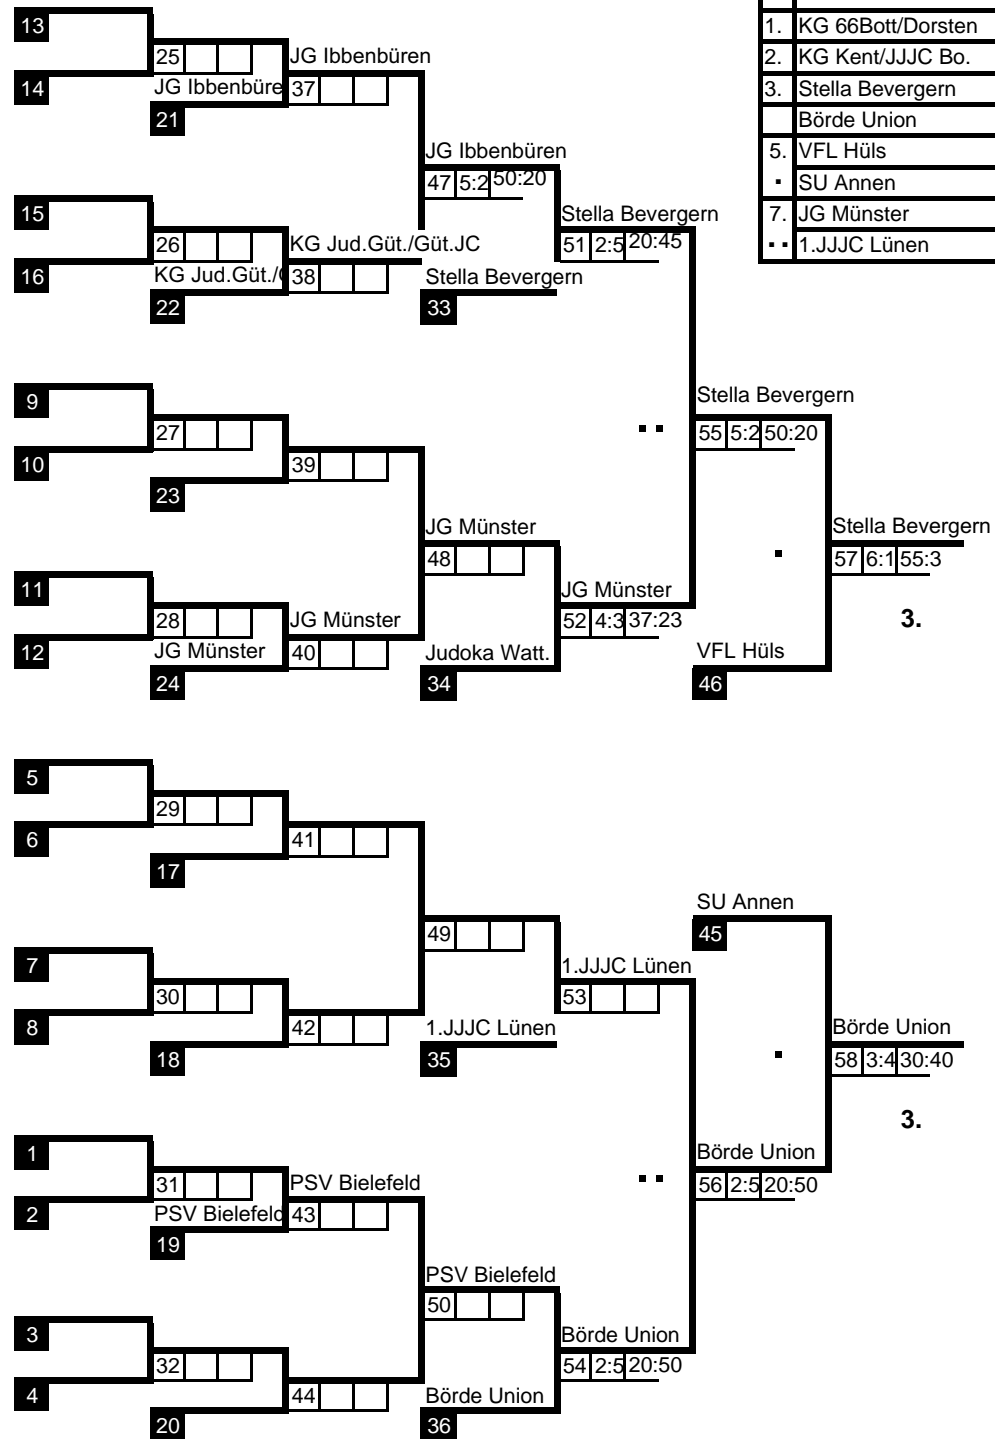 1. KG 66Bott/Dorsten
2. KG Kent/JJJC Bo.
3. Stella Bevergern
Börde Union
5. VFL Hüls
SU Annen
7. JG Münster
1.JJJC Lünen
13
25
JG Ibbenbüren
14
JG Ibbenbüre
37
21
JG Ibbenbüren
47 5:2 50:20
15
Stella Bevergern
26
KG Jud.Güt./Güt.JC
51 2:5 20:45
16
KG Jud.Güt./
38
Stella Bevergern
22
33
9
Stella Bevergern
27
55 5:2 50:20
10
39
23
JG Münster
Stella Bevergern
48
57 6:1 55:3
11
JG Münster
28
JG Münster
52 4:3 37:23
3.
12
JG Münster
40
Judoka Watt.
VFL Hüls
24
34
46
5
29
6
41
17
SU Annen
49
45
7
1.JJJC Lünen
30
53
8
42
1.JJJC Lünen
Börde Union
18
35
58 3:4 30:40
3.
1
Börde Union
31
PSV Bielefeld
56 2:5 20:50
2
PSV Bielefeld
43
19
PSV Bielefeld
50
3
Börde Union
32
54 2:5 20:50
4
44
Börde Union
20
36